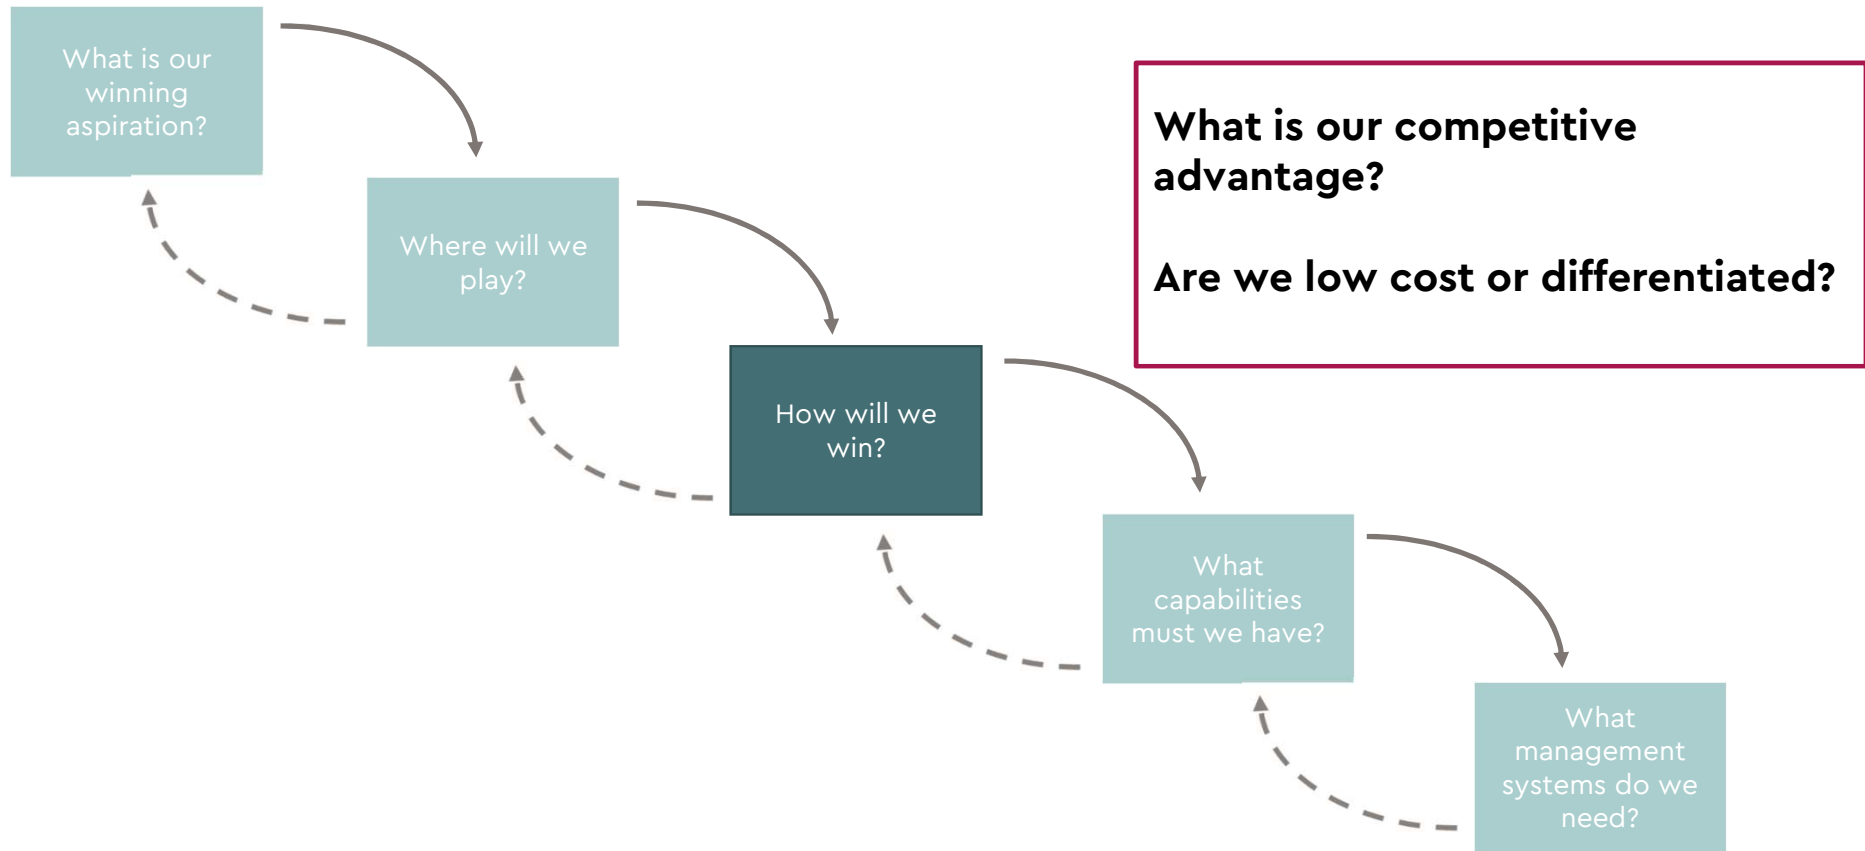 What is our
winning
aspiration?
Where will we
play?
How will we
win?
What
capabilities
must we have?
What
management
systems do we
need?
What is our competitive
advantage?
Are we low cost or differentiated?